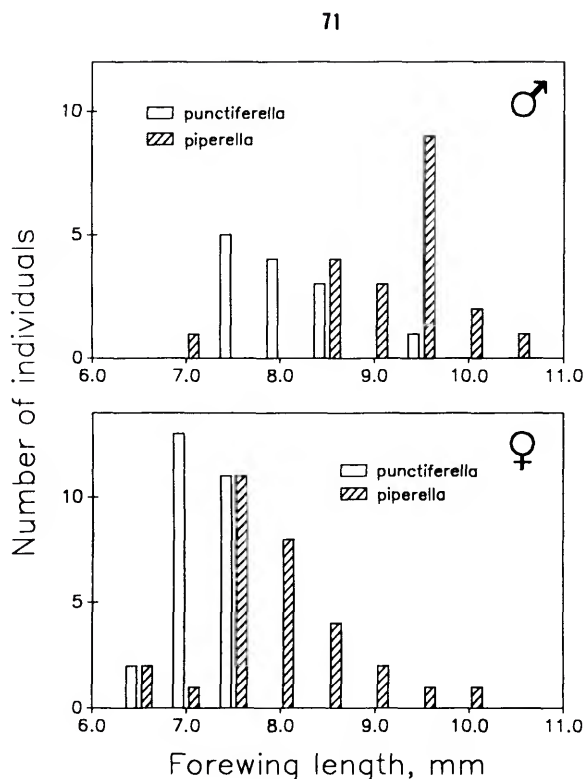 71
Number of individuals
10
5
0
punctiferella
piperella
♂
6.0 7.0 8.0 9.0 10.0 11.0
10
5
0
punctiferella
piperella
♀
6.0 7.0 8.0 9.0 10.0 11.0
Forewing length, mm